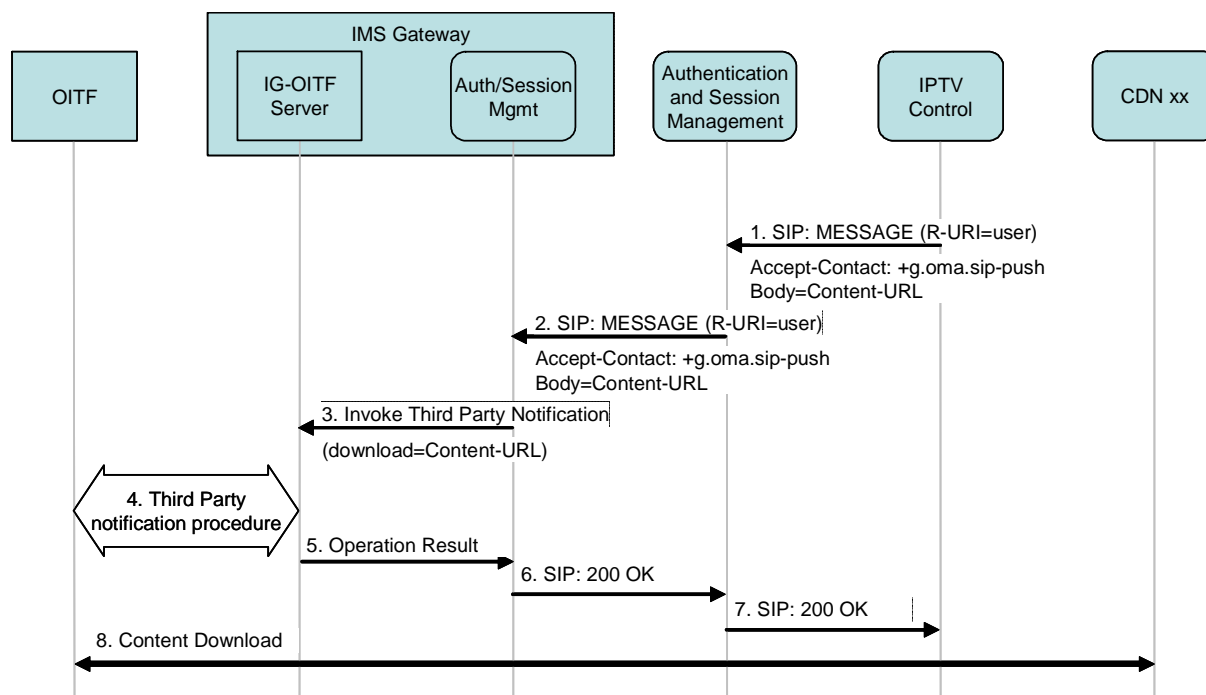 IMS Gateway
OITF
IG-OITF
Server
Auth/Session
Mgmt
Authentication
and Session
Management
IPTV
Control
CDN xx
1. SIP: MESSAGE (R-URI=user)
Accept-Contact: +g.oma.sip-push
Body=Content-URL
2. SIP: MESSAGE (R-URI=user)
Accept-Contact: +g.oma.sip-push
Body=Content-URL
3. Invoke Third Party Notification
(download=Content-URL)
4. Third Party
notification procedure
5. Operation Result
6. SIP: 200 OK
7. SIP: 200 OK
8. Content Download